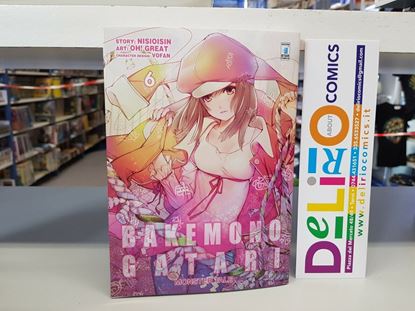 STORY: NISIOISIN
ART: OH! GREAT
CHARACTER DESIGN: VOFAN
6
BAKEMONO
GATARI
MONSTER TALE
DeLiRiO
ABOUT
COMICS
www.deliriocomics.it